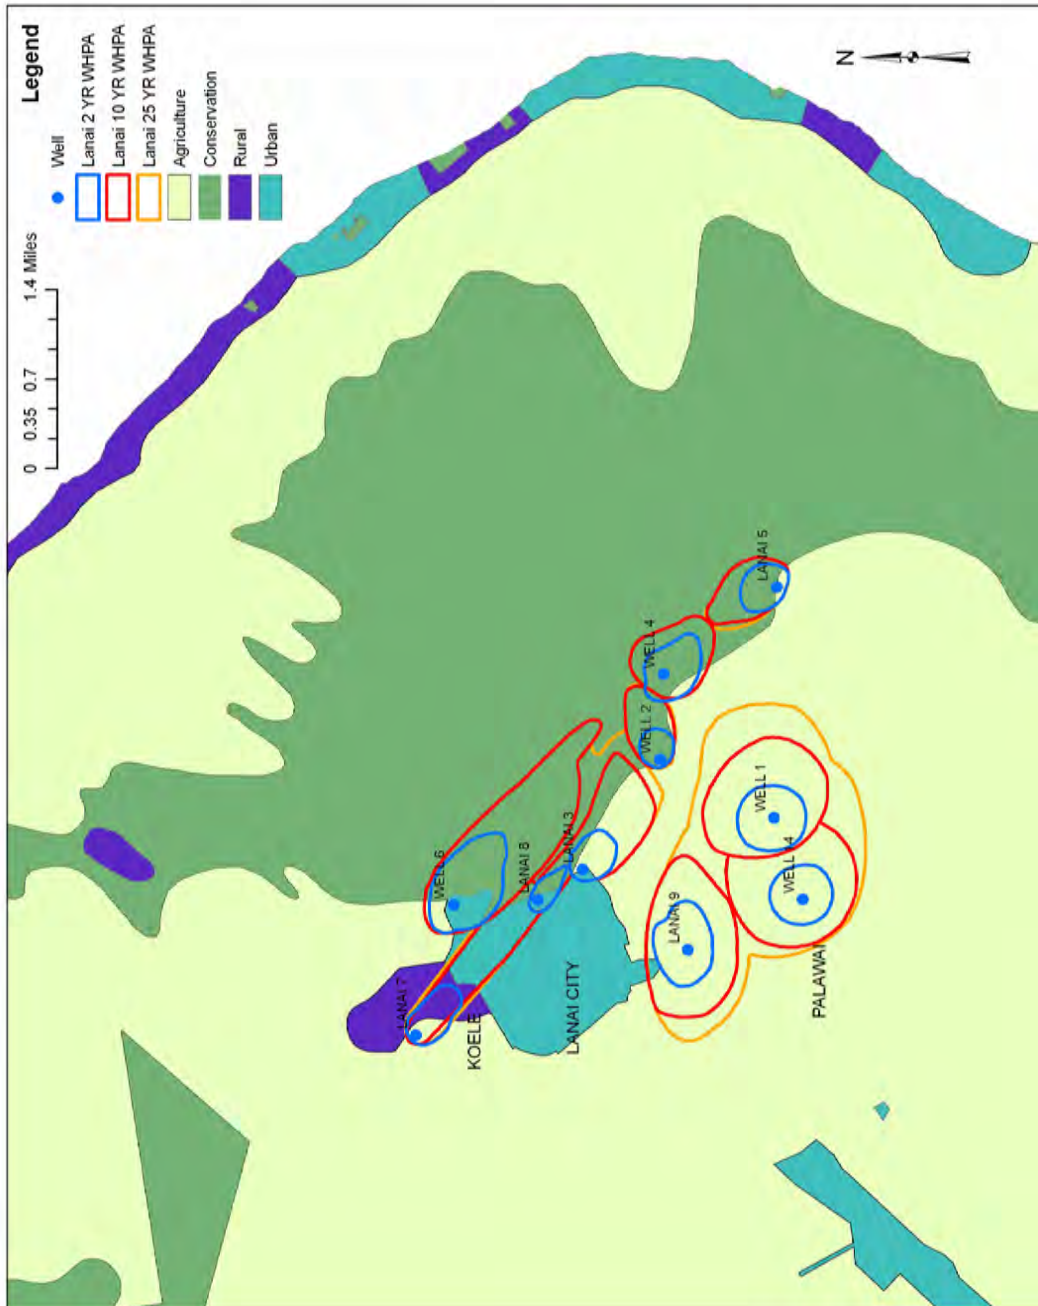 Legend
Well
Lanai 2 YR WHPA
Lanai 10 YR WHPA
Lanai 25 YR WHPA
Agriculture
Conservation
Rural
Urban
0 0.35 0.7 1.4 Miles
N
LANAI 7
WELL 6
LANAI 8
LANAI 3
KOELE
LANAI CITY
WELL 2
WELL 4
LANAI 5
LANAI 9
WELL 1
PALAWAI